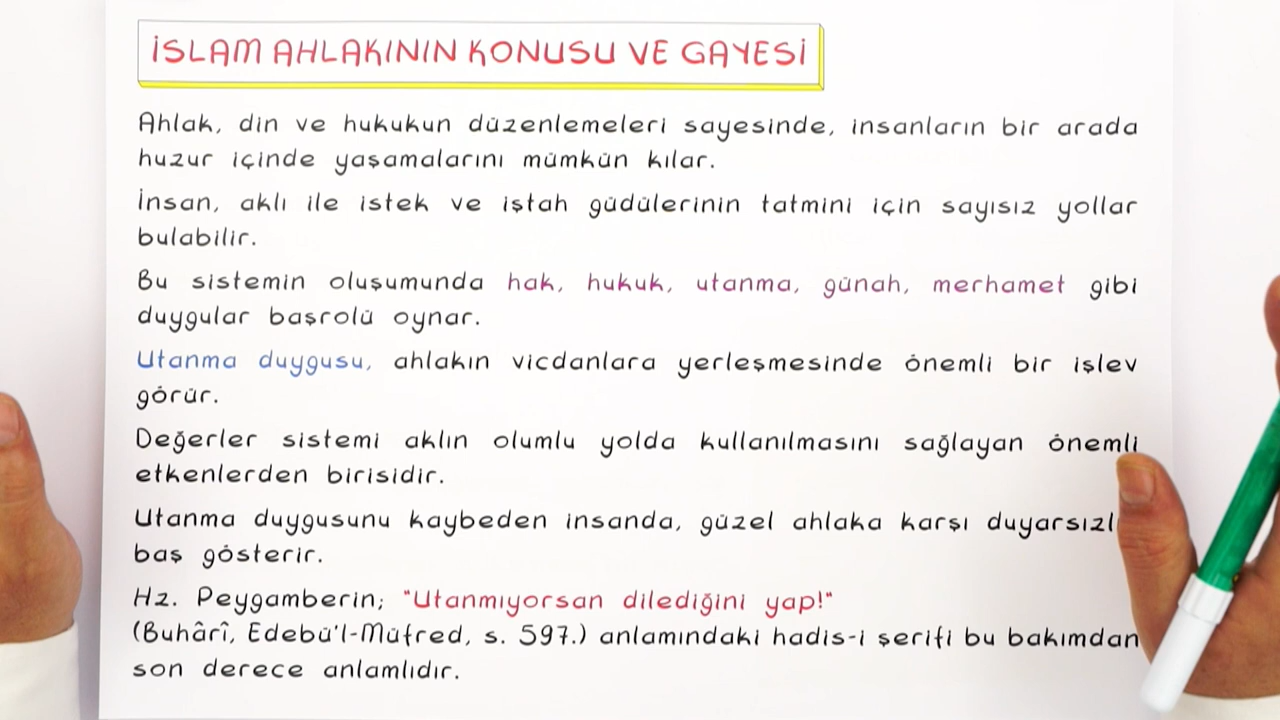 İSLAM AHLAKININ KONUSU VE GAYESİ
Ahlak, din ve hukukun düzenlemeleri sayesinde, insanların bir arada
huzur içinde yaşamalarını mümkün kılar.
İnsan, aklı ile istek ve iştah güdülerinin tatmini için sayısız yollar
bulabilir.
Bu sistemin oluşumunda hak, hukuk, utanma, günah, merhamet gibi
duygular başrolü oynar.
Utanma duygusu, ahlakın vicdanlara yerleşmesinde önemli bir işlev
görür.
Değerler sistemi aklın olumlu yolda kullanılmasını sağlayan önemli
etkenlerden birisidir.
Utanma duygusunu kaybeden insanda, güzel ahlaka karşı
baş gösterir.
Hz. Peygamberin; "Utanmıyorsan dilediğini yap!"
(Buhârî, Edebü'l-Müfred, s. 597.) anlamındaki hadis-i şerifi bu bakımdan
son derece anlamlıdır.